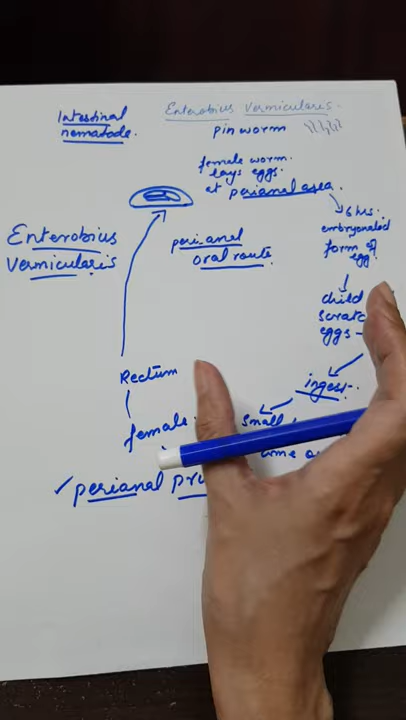 Intestinal
nematode.
Enterobius Vermicularis.
pin worm
female worm
lays eggs.
at perianal area.
6 hrs.
embryonated
form of
egg.
Enterobius
Vermicularis
perianal
oral route.
child
eggs
Rectum
ingest.
female.
small
✓ perianal